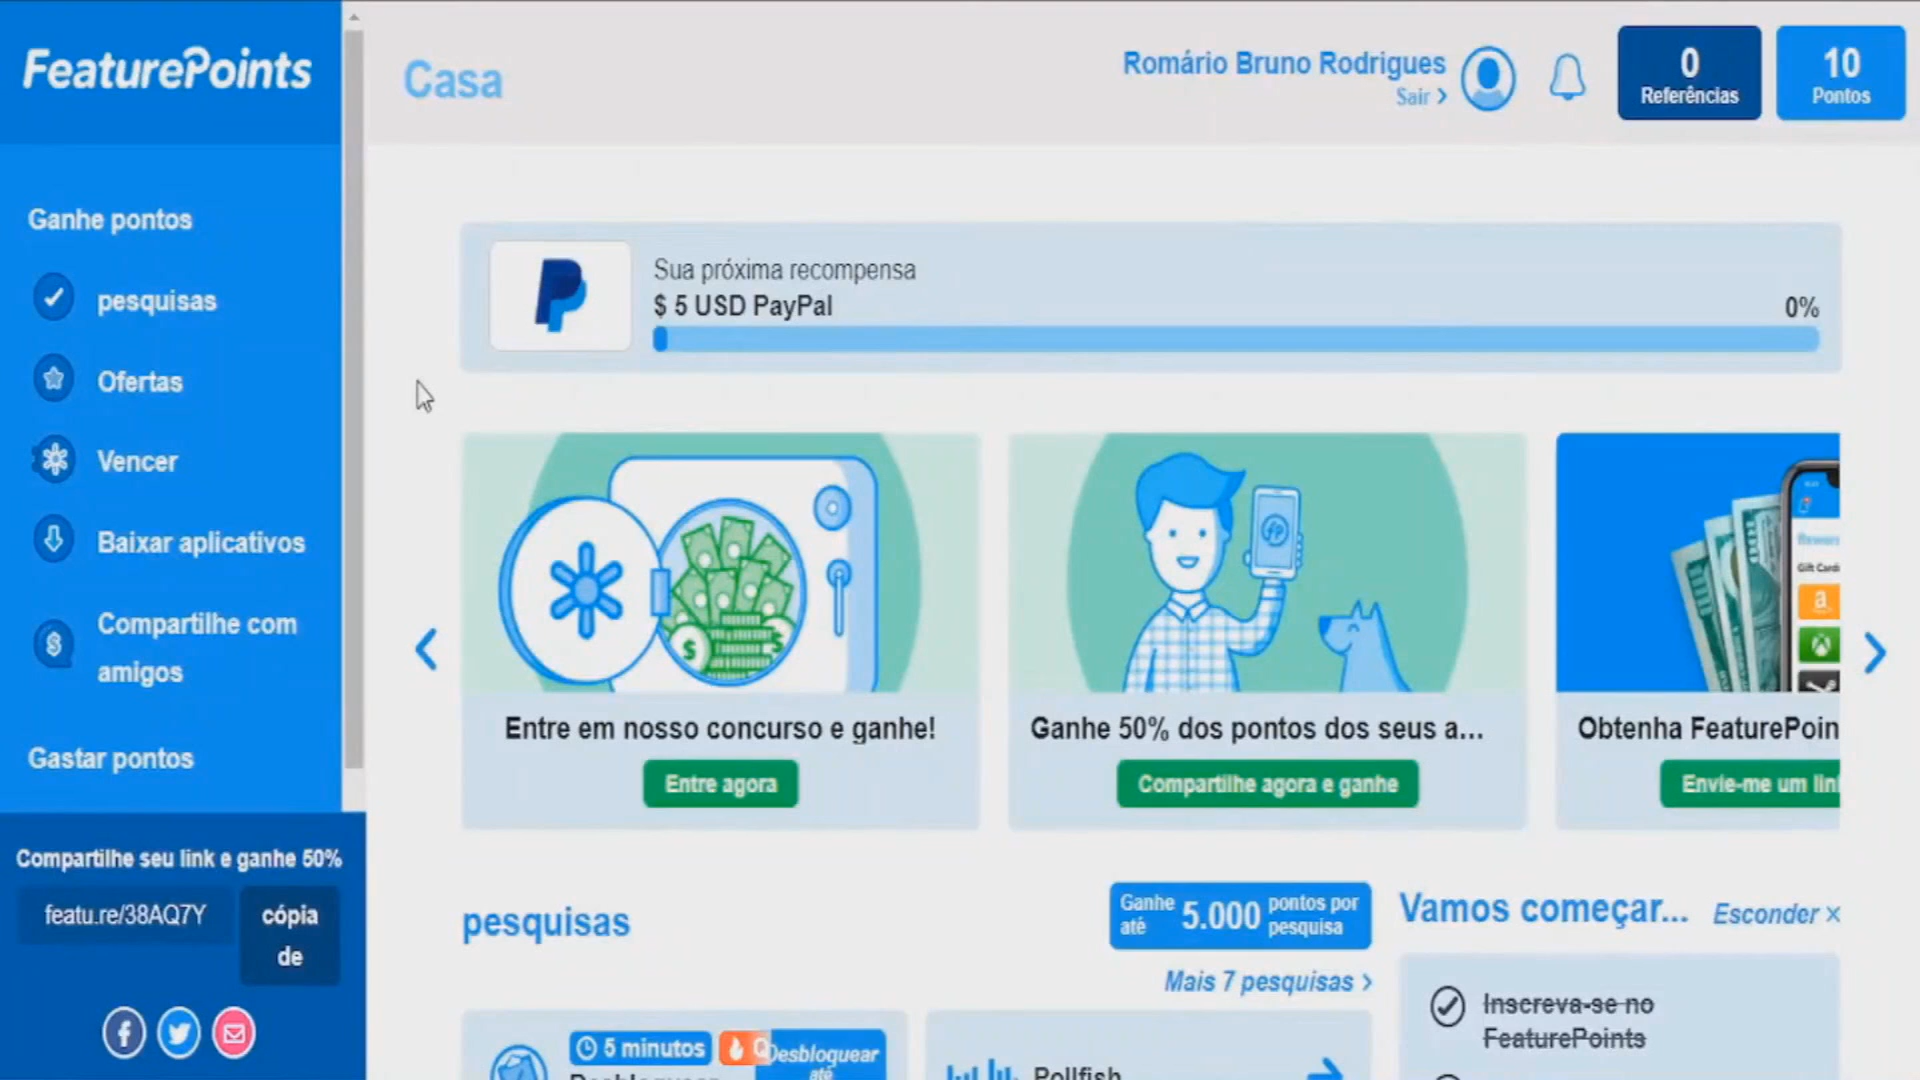 FeaturePoints
Casa
Romário Bruno Rodrigues
Sair >
0
Referências
10
Pontos
Ganhe pontos
pesquisas
Ofertas
Vencer
Baixar aplicativos
Compartilhe com
amigos
Gastar pontos
Compartilhe seu link e ganhe 50%
featu.re/38AQ7Y
cópia
de
Sua próxima recompensa
$ 5 USD PayPal
0%
Entre em nosso concurso e ganhe!
Entre agora
Ganhe 50% dos pontos dos seus a...
Compartilhe agora e ganhe
Gift Card
Obtenha FeaturePoin
Envie-me um lin
pesquisas
Ganhe
até
5.000
pontos por
pesquisa
Mais 7 pesquisas >
5 minutos
Desbloquear
até
Desbloquear
Pollfish
Vamos começar...
Esconder ×
Inscreva-se no
FeaturePoints